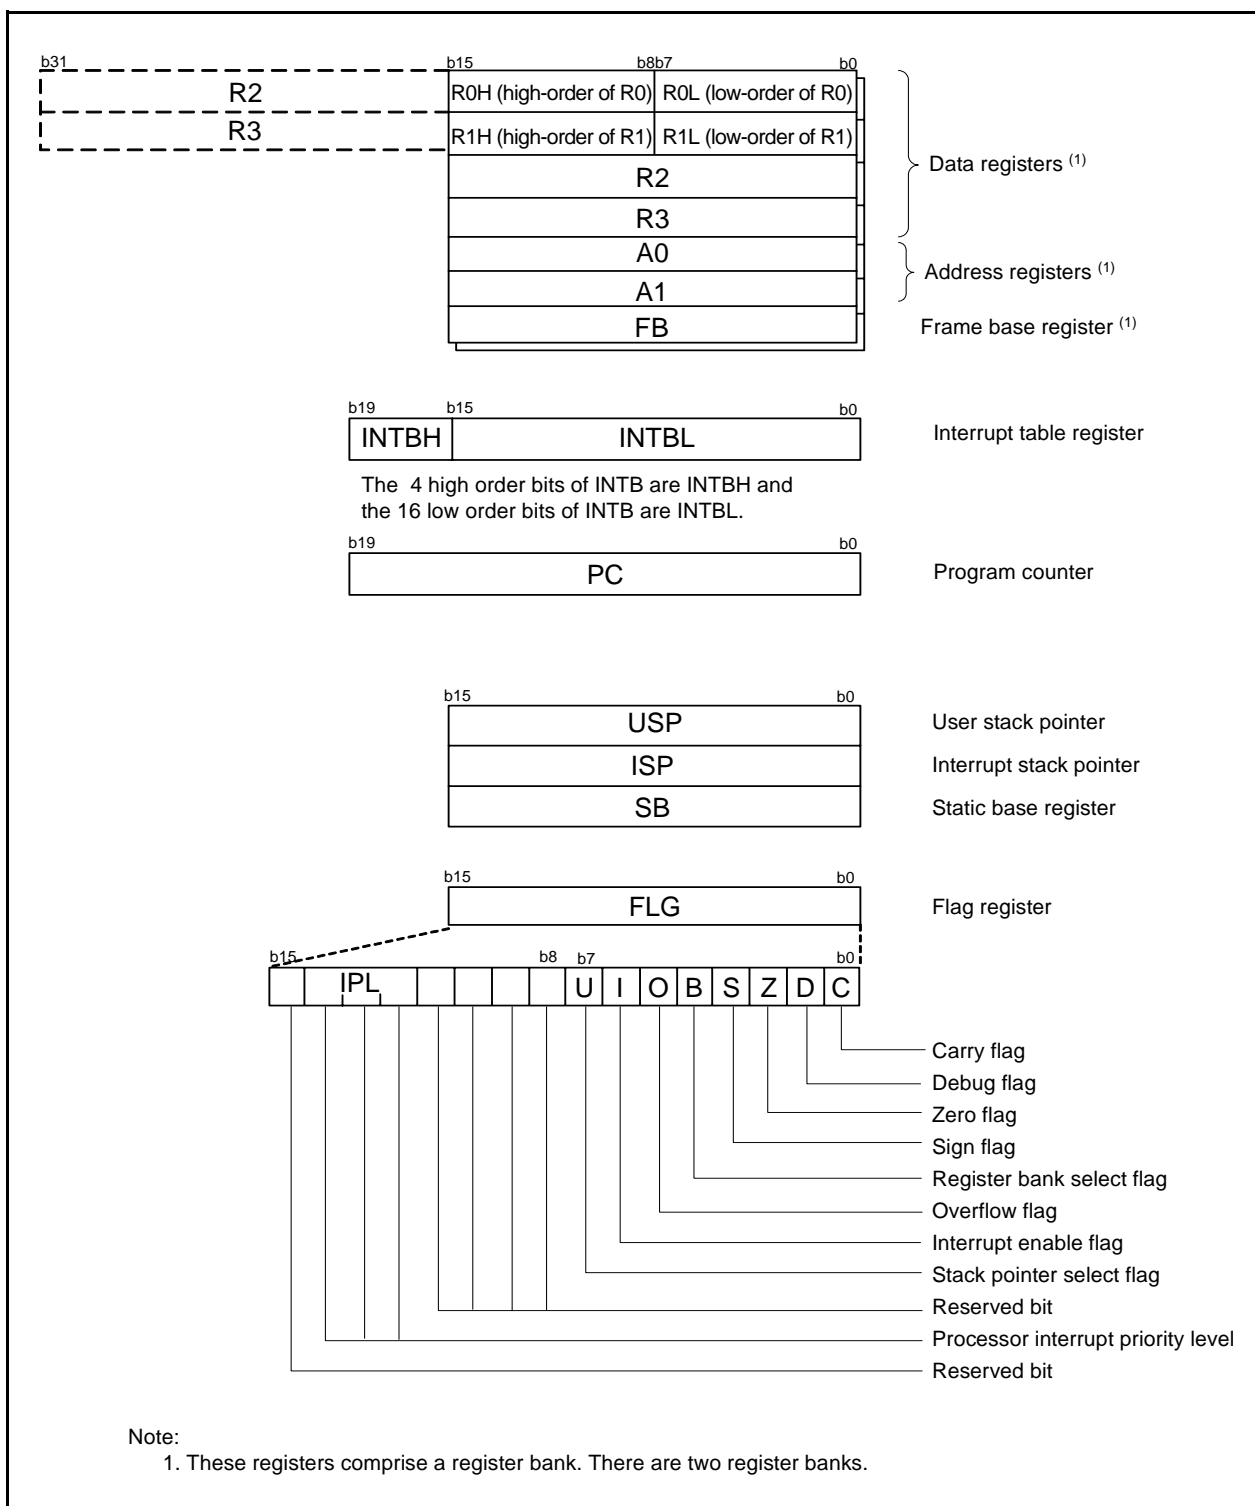 b31 b15 b8b7 b0
R2 R0H (high-order of R0) R0L (low-order of R0)
R3 R1H (high-order of R1) R1L (low-order of R1)
Data registers (1)
R2
R3
A0
Address registers (1)
A1
FB Frame base register (1)
b19 b15 b0
INTBH INTBL Interrupt table register
The 4 high order bits of INTB are INTBH and
the 16 low order bits of INTB are INTBL.
b19 b0
PC Program counter
b15 b0
USP User stack pointer
ISP Interrupt stack pointer
SB Static base register
b15 b0
FLG Flag register
b15 b8 b7 b0
IPL U I O B S Z D C
Carry flag
Debug flag
Zero flag
Sign flag
Register bank select flag
Overflow flag
Interrupt enable flag
Stack pointer select flag
Reserved bit
Processor interrupt priority level
Reserved bit
Note:
1. These registers comprise a register bank. There are two register banks.